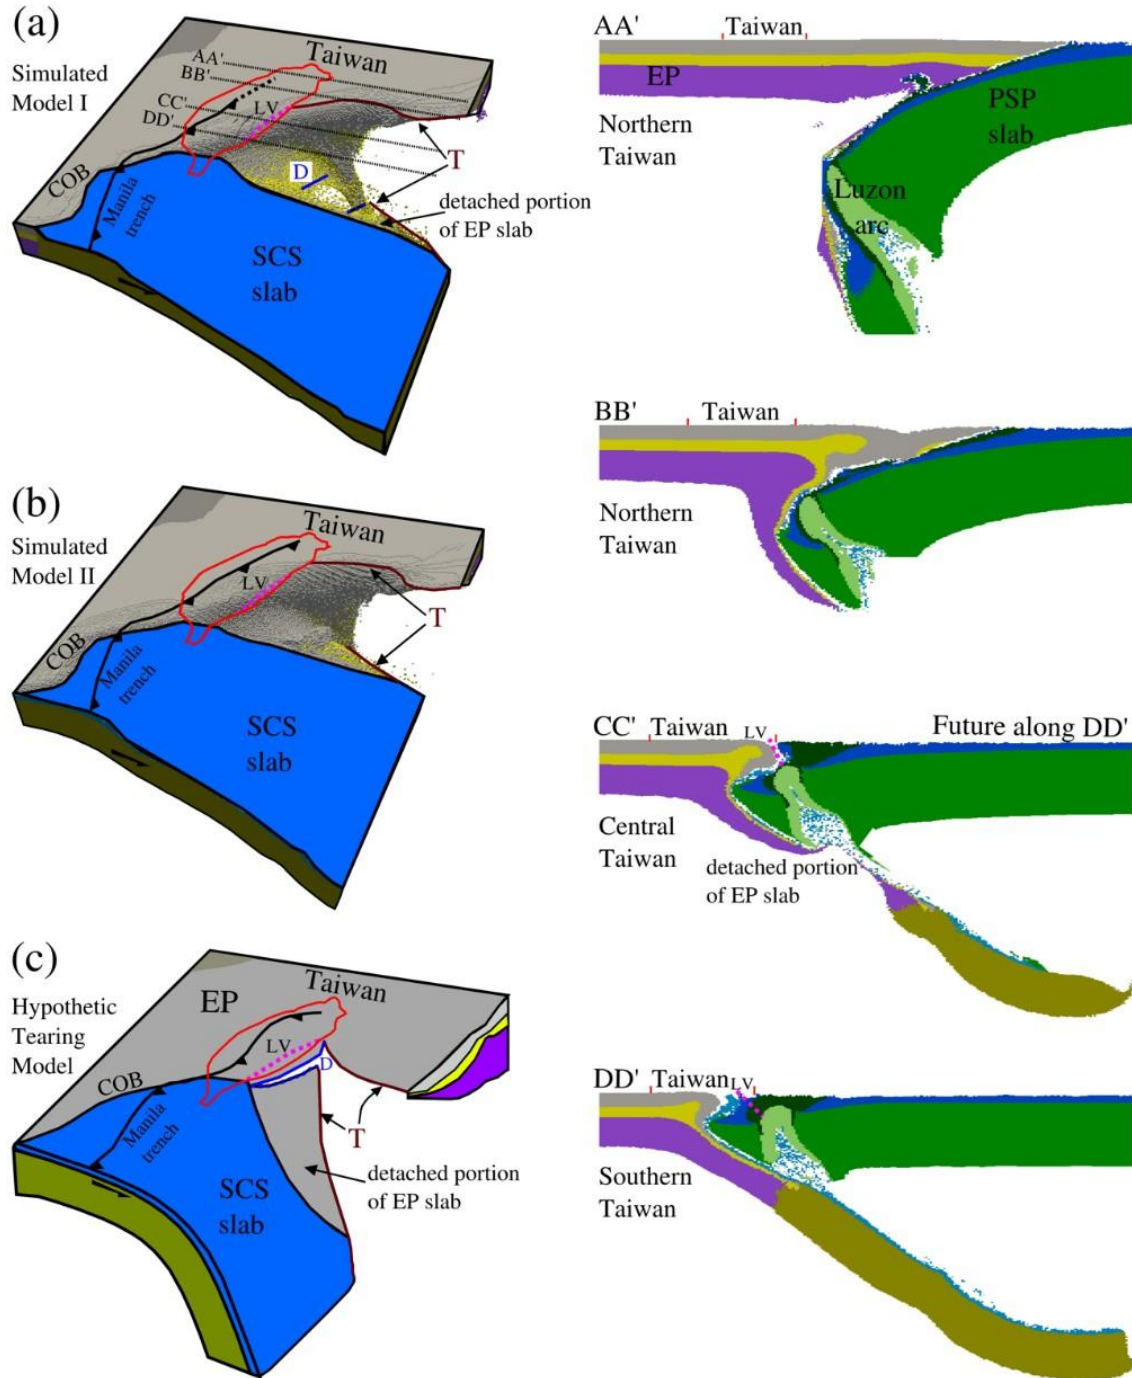 (a)
Simulated
Model I
Taiwan
AA'
BB'
CC'
DD'
LV
T
D
COB
Manila
trench
detached portion
of EP slab
SCS
slab
(b)
Simulated
Model II
Taiwan
LV
T
COB
Manila
trench
SCS
slab
(c)
Hypothetic
Tearing
Model
EP
Taiwan
LV
D
COB
T
Manila
trench
detached portion
of EP slab
SCS
slab
AA'
Taiwan
EP
PSP
slab
Northern
Taiwan
Luzon
arc
BB'
Taiwan
Northern
Taiwan
CC'
Taiwan
LV
Future along DD'
Central
Taiwan
detached portion
of EP slab
DD'
Taiwan
LV
Southern
Taiwan